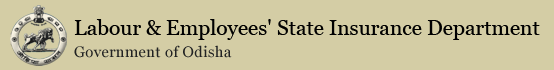 Labour & Employees' State Insurance Department
Government of Odisha